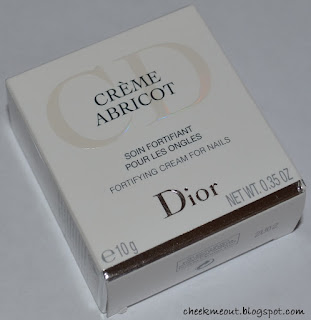 CD
CRÈME
ABRICOT
SOIN FORTIFIANT
POUR LES ONGLES
FORTIFYING CREAM FOR NAILS
Dior
e 10 g NET WT. 0.35 OZ
cheekmeout.blogspot.com